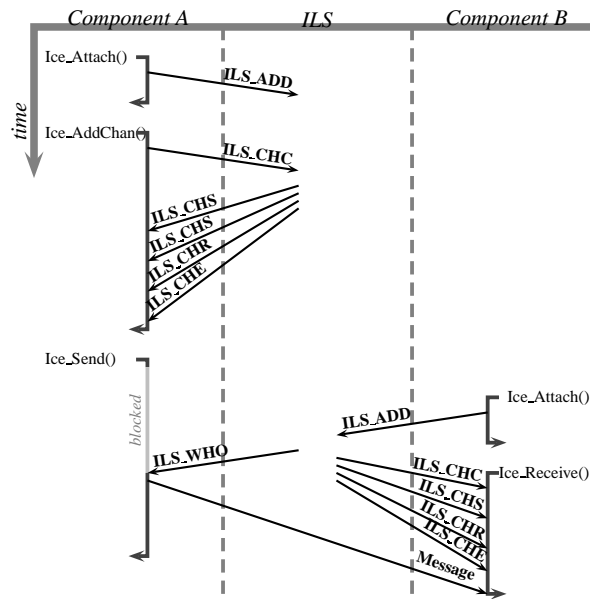 Component A
ILS
Component B
time
Ice_Attach()
ILS_ADD
Ice_AddChan()
ILS_CHC
ILS_CHS
ILS_CHS
ILS_CHR
ILS_CHE
Ice_Send()
blocked
Ice_Attach()
ILS_ADD
ILS_WHO
Ice_Receive()
ILS_CHC
ILS_CHS
ILS_CHR
ILS_CHE
Message